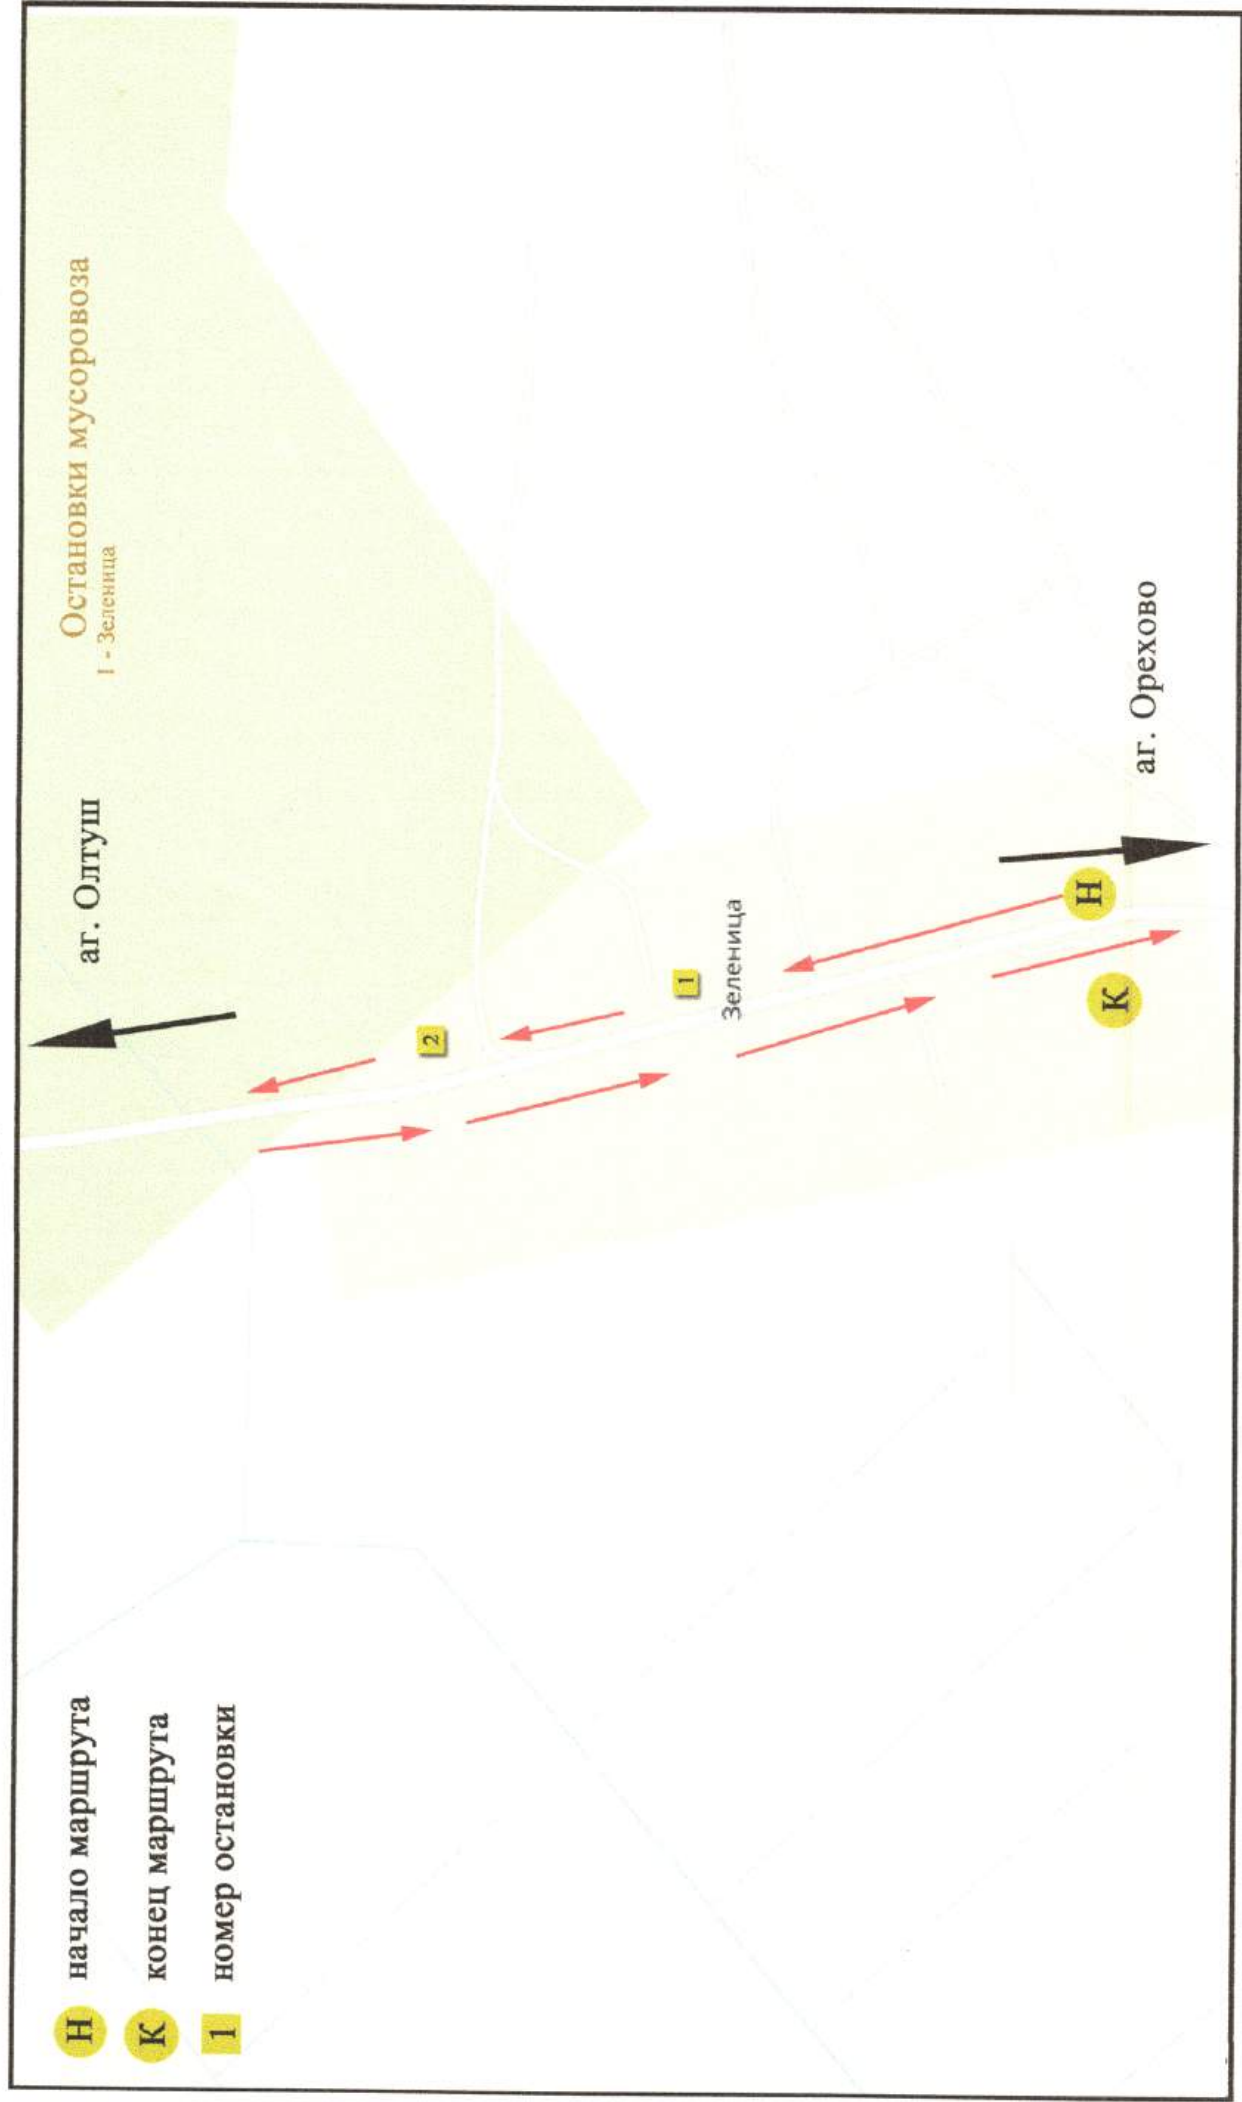 Н начало маршрута
К конец маршрута
1 номер остановки
аг. Олтуш
Остановки мусоровоза
1 - Зеленица
2
1
Зеленица
Н
К
аг. Орехово